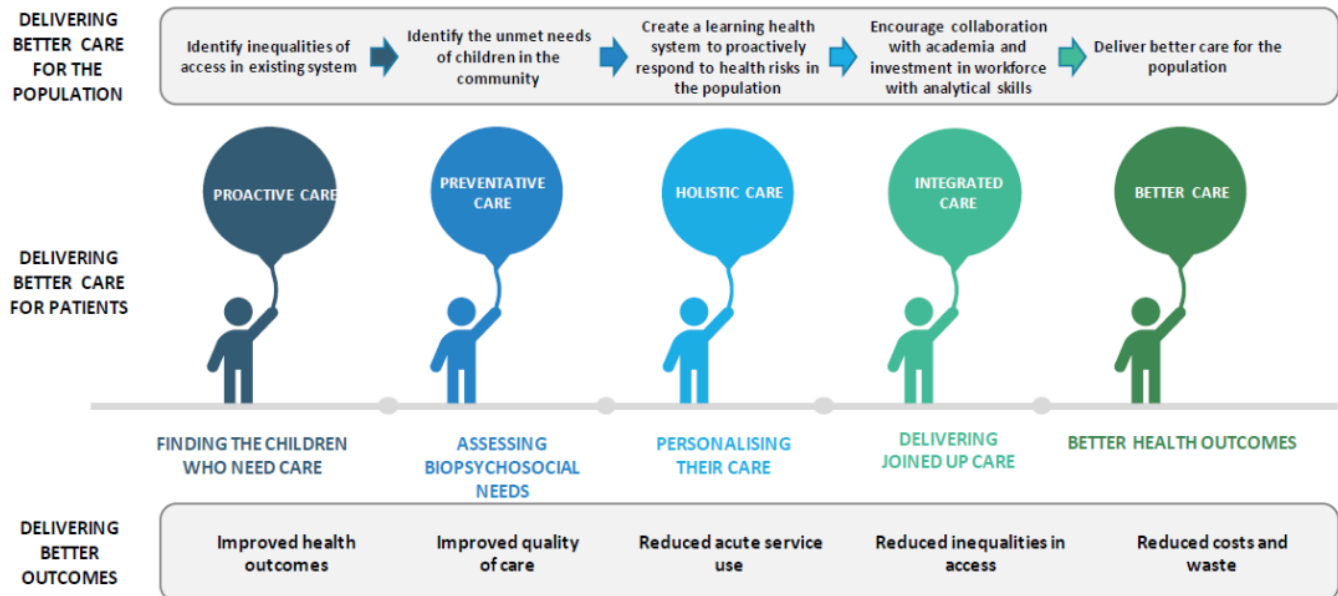 DELIVERING
BETTER CARE
FOR THE
POPULATION
Identify inequalities of
access in existing system
Identify the unmet needs
of children in the
community
Create a learning health
system to proactively
respond to health risks in
the population
Encourage collaboration
with academia and
investment in workforce
with analytical skills
Deliver better care for the
population
DELIVERING
BETTER CARE
FOR PATIENTS
PROACTIVE CARE
PREVENTATIVE
CARE
HOLISTIC CARE
INTEGRATED
CARE
BETTER CARE
FINDING THE CHILDREN
WHO NEED CARE
ASSESSING
BIOPSYCHOSOCIAL
NEEDS
PERSONALISING
THEIR CARE
DELIVERING
JOINED UP CARE
BETTER HEALTH OUTCOMES
DELIVERING
BETTER
OUTCOMES
Improved health
outcomes
Improved quality
of care
Reduced acute service
use
Reduced inequalities in
access
Reduced costs and
waste